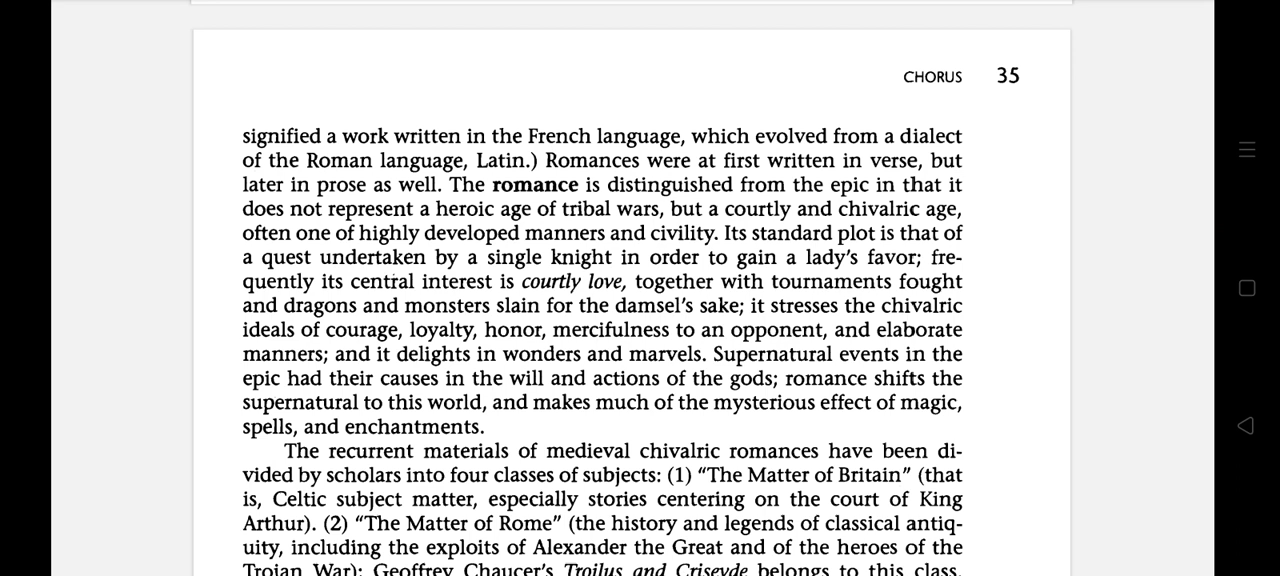 CHORUS 35
signified a work written in the French language, which evolved from a dialect
of the Roman language, Latin.) Romances were at first written in verse, but
later in prose as well. The romance is distinguished from the epic in that it
does not represent a heroic age of tribal wars, but a courtly and chivalric age,
often one of highly developed manners and civility. Its standard plot is that of
a quest undertaken by a single knight in order to gain a lady's favor; fre-
quently its central interest is courtly love, together with tournaments fought
and dragons and monsters slain for the damsel's sake; it stresses the chivalric
ideals of courage, loyalty, honor, mercifulness to an opponent, and elaborate
manners; and it delights in wonders and marvels. Supernatural events in the
epic had their causes in the will and actions of the gods; romance shifts the
supernatural to this world, and makes much of the mysterious effect of magic,
spells, and enchantments.
The recurrent materials of medieval chivalric romances have been di-
vided by scholars into four classes of subjects: (1) “The Matter of Britain” (that
is, Celtic subject matter, especially stories centering on the court of King
Arthur). (2) “The Matter of Rome” (the history and legends of classical antiq-
uity, including the exploits of Alexander the Great and of the heroes of the
Trojan War); Geoffrey Chaucer's Troilus and Criseyde belongs to this class.